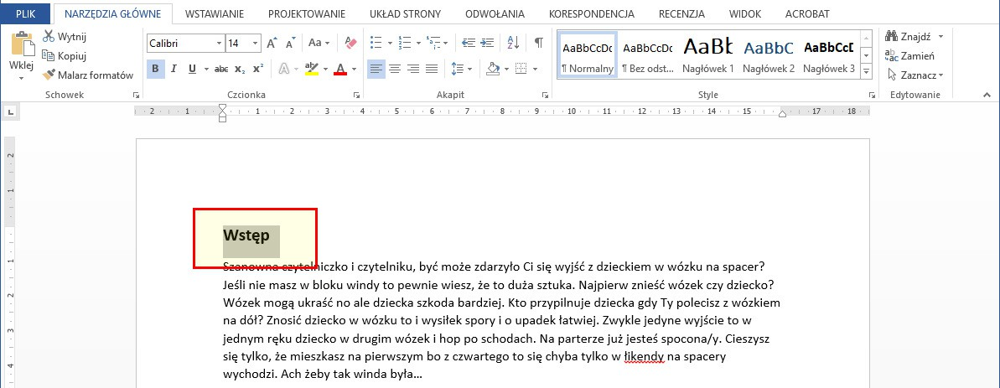 PLIK NARZĘDZIA GŁÓWNE WSTAWIANIE PROJEKTOWANIE UKŁAD STRONY ODWOŁANIA KORESPONDENCJA RECENZJA WIDOK ACROBAT
Wklej
Wytnij
Kopiuj
Malarz formatów
Schowek
Calibri 14
Aa
B I U abc x₂ x²
A ab A
Czcionka
Akapit
AaBbCcDc AaBbCcDc AaBb AaBbC AaBbCcD
¶ Normalny ¶ Bez odst... Nagłówek 1 Nagłówek 2 Nagłówek 3
Style
Znajdź
Zamień
Zaznacz
Edytowanie
2 1 1 2 3 4 5 6 7 8 9 10 11 12 13 14 15 17 18
2
1
1
2
3
4
Wstęp
Szanowna czytelniczko i czytelniku, być może zdarzyło Ci się wyjść z dzieckiem w wózku na spacer?
Jeśli nie masz w bloku windy to pewnie wiesz, że to duża sztuka. Najpierw znieść wózek czy dziecko?
Wózek mogą ukraść no ale dziecka szkoda bardziej. Kto przypilnuje dziecka gdy Ty polecisz z wózkiem
na dół? Znosić dziecko w wózku to i wysiłek spory i o upadek łatwiej. Zwykle jedyne wyjście to w
jednym ręku dziecko w drugim wózek i hop po schodach. Na parterze już jesteś spocona/y. Cieszysz
się tylko, że mieszkasz na pierwszym bo z czwartego to się chyba tylko w łikendy na spacery
wychodzi. Ach żeby tak winda była…